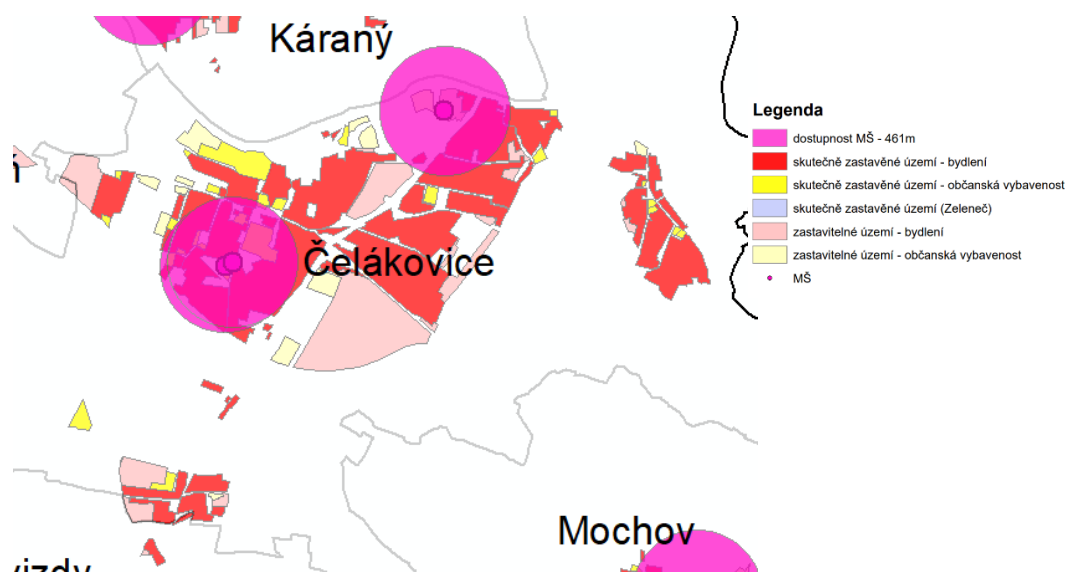 Káraný
Čelákovice
Mochov
Legenda
dostupnost MŠ - 461m
skutečně zastavěné území - bydlení
skutečně zastavěné území - občanská vybavenost
skutečně zastavěné území (Zeleneč)
zastavitelné území - bydlení
zastavitelné území - občanská vybavenost
MŠ